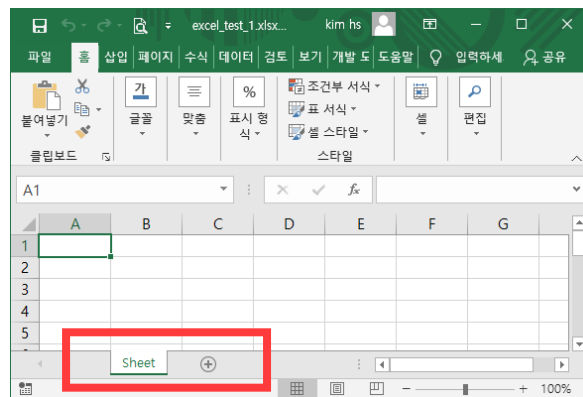 excel_test_1.xlsx... kim hs
파일 홈 삽입 페이지 수식 데이터 검토 보기 개발 도 도움말 입력하세 공유
붙여넣기 가 글꼴 맞춤 % 표시 형식 조건부 서식 표 서식 셀 스타일 셀 편집
클립보드 스타일
A1 fx
A B C D E F G
1
2
3
4
5
Sheet
100%